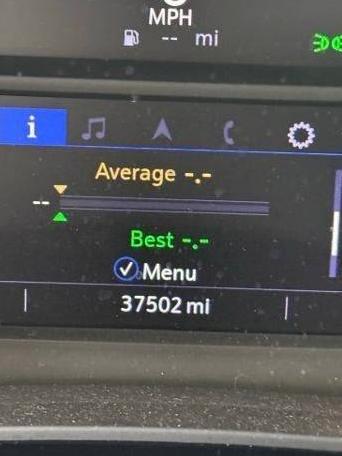 MPH
-- mi
i
Average -.-
--
Best -.-
Menu
37502 mi